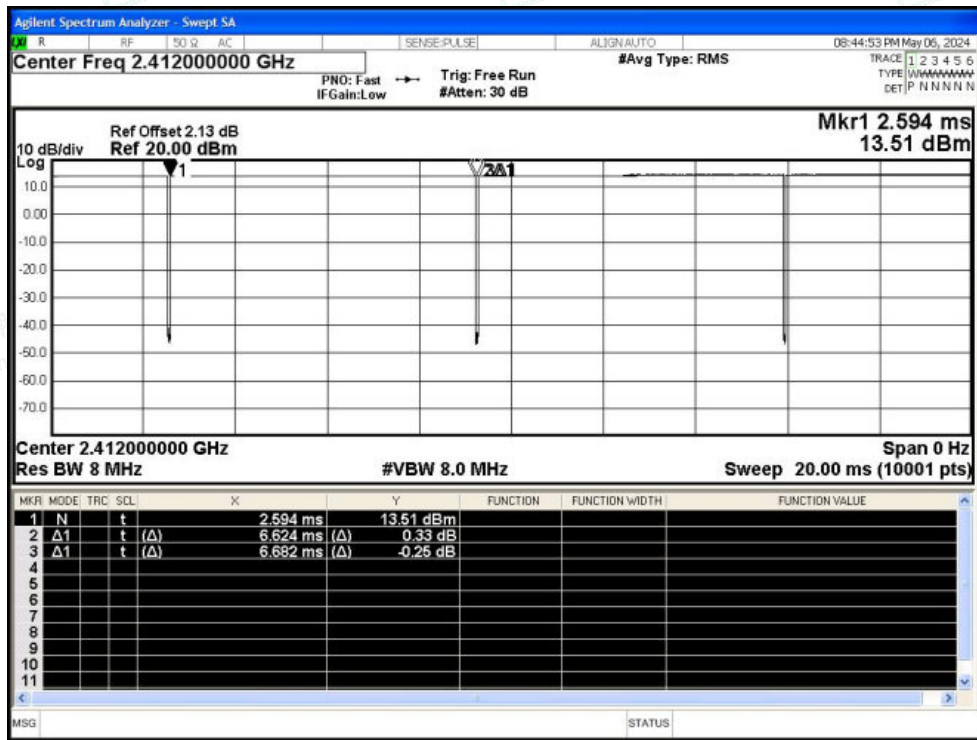 Agilent Spectrum Analyzer - Swept SA
LXI R RF 50 Ω AC SENSE:PULSE ALIGN AUTO 08:44:53 PM May 06, 2024
Center Freq 2.412000000 GHz #Avg Type: RMS TRACE 1 2 3 4 5 6
PNO: Fast Trig: Free Run TYPE WWWWWW
IFGain:Low #Atten: 30 dB DET P N N N N N
Mkr1 2.594 ms
Ref Offset 2.13 dB
10 dB/div Ref 20.00 dBm 13.51 dBm
Log
1 3Δ1
10.0
0.00
-10.0
-20.0
-30.0
-40.0
-50.0
-60.0
-70.0
Center 2.412000000 GHz Span 0 Hz
Res BW 8 MHz #VBW 8.0 MHz Sweep 20.00 ms (10001 pts)
MKR MODE TRC SCL X Y FUNCTION FUNCTION WIDTH FUNCTION VALUE
1 N t 2.594 ms 13.51 dBm
2 Δ1 t (Δ) 6.624 ms (Δ) 0.33 dB
3 Δ1 t (Δ) 6.682 ms (Δ) -0.25 dB
4
5
6
7
8
9
10
11
MSG STATUS